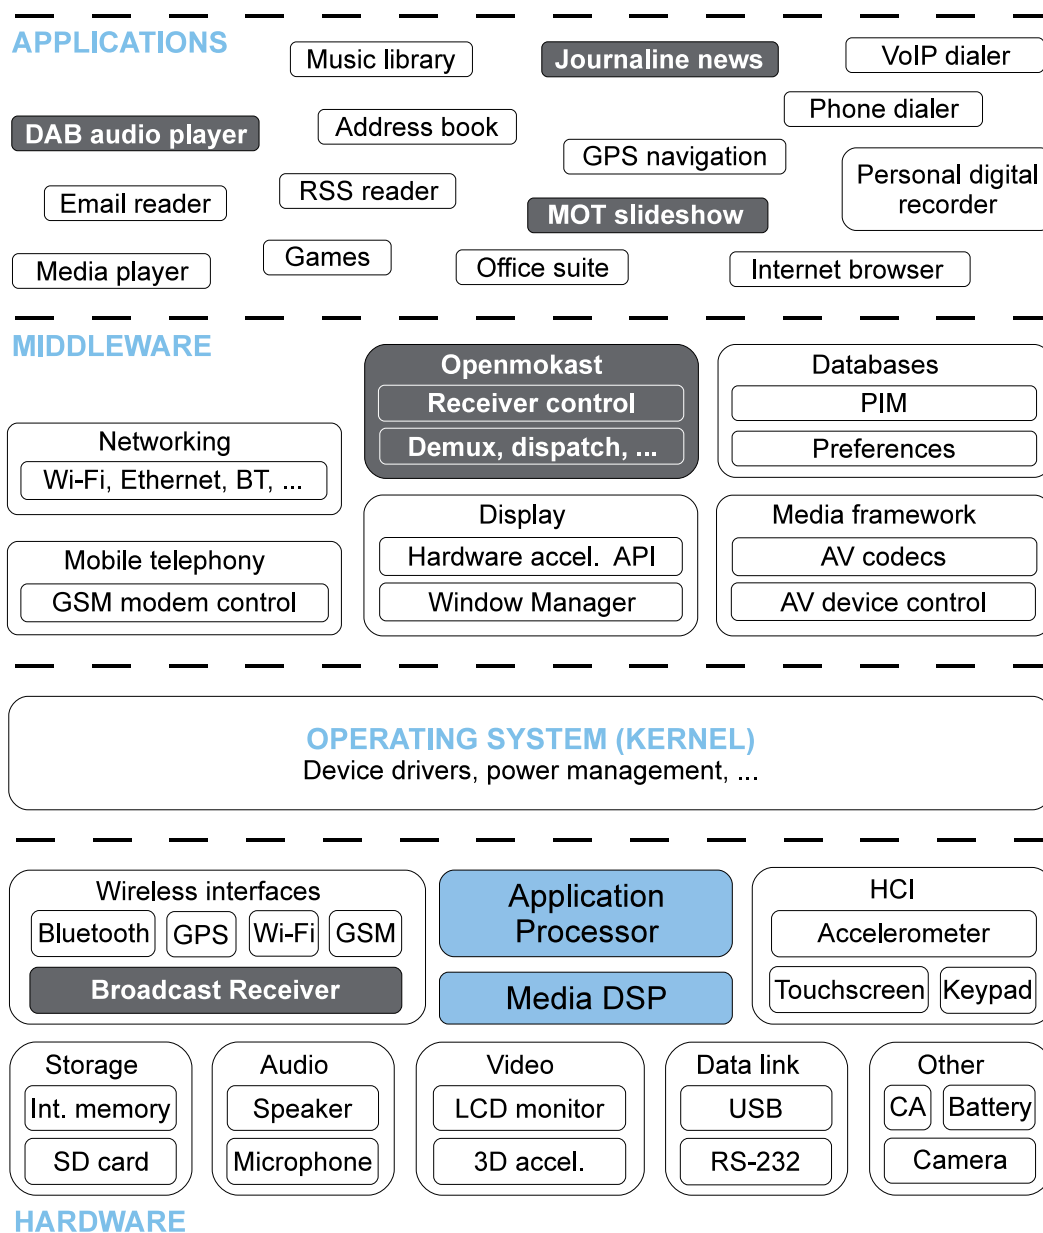 APPLICATIONS
Music library
Journaline news
VoIP dialer
DAB audio player
Address book
Phone dialer
GPS navigation
Personal digital
recorder
Email reader
RSS reader
MOT slideshow
Media player
Games
Office suite
Internet browser
MIDDLEWARE
Openmokast
Receiver control
Demux, dispatch, ...
Databases
PIM
Preferences
Networking
Wi-Fi, Ethernet, BT, ...
Display
Hardware accel. API
Window Manager
Media framework
AV codecs
AV device control
Mobile telephony
GSM modem control
OPERATING SYSTEM (KERNEL)
Device drivers, power management, ...
Wireless interfaces
Bluetooth
GPS
Wi-Fi
GSM
Broadcast Receiver
Application
Processor
Media DSP
HCI
Accelerometer
Touchscreen
Keypad
Storage
Int. memory
SD card
Audio
Speaker
Microphone
Video
LCD monitor
3D accel.
Data link
USB
RS-232
Other
CA
Battery
Camera
HARDWARE